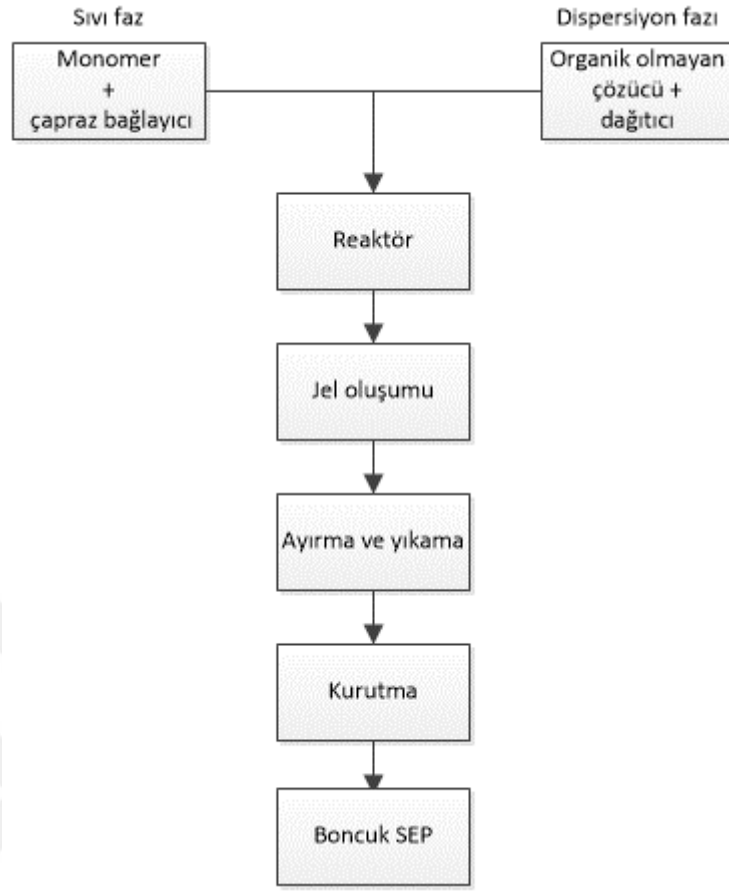 Sıvı faz
Dispersiyon fazı
Monomer
+
çapraz bağlayıcı
Organik olmayan
çözücü +
dağıtıcı
Reaktör
Jel oluşumu
Ayırma ve yıkama
Kurutma
Boncuk SEP